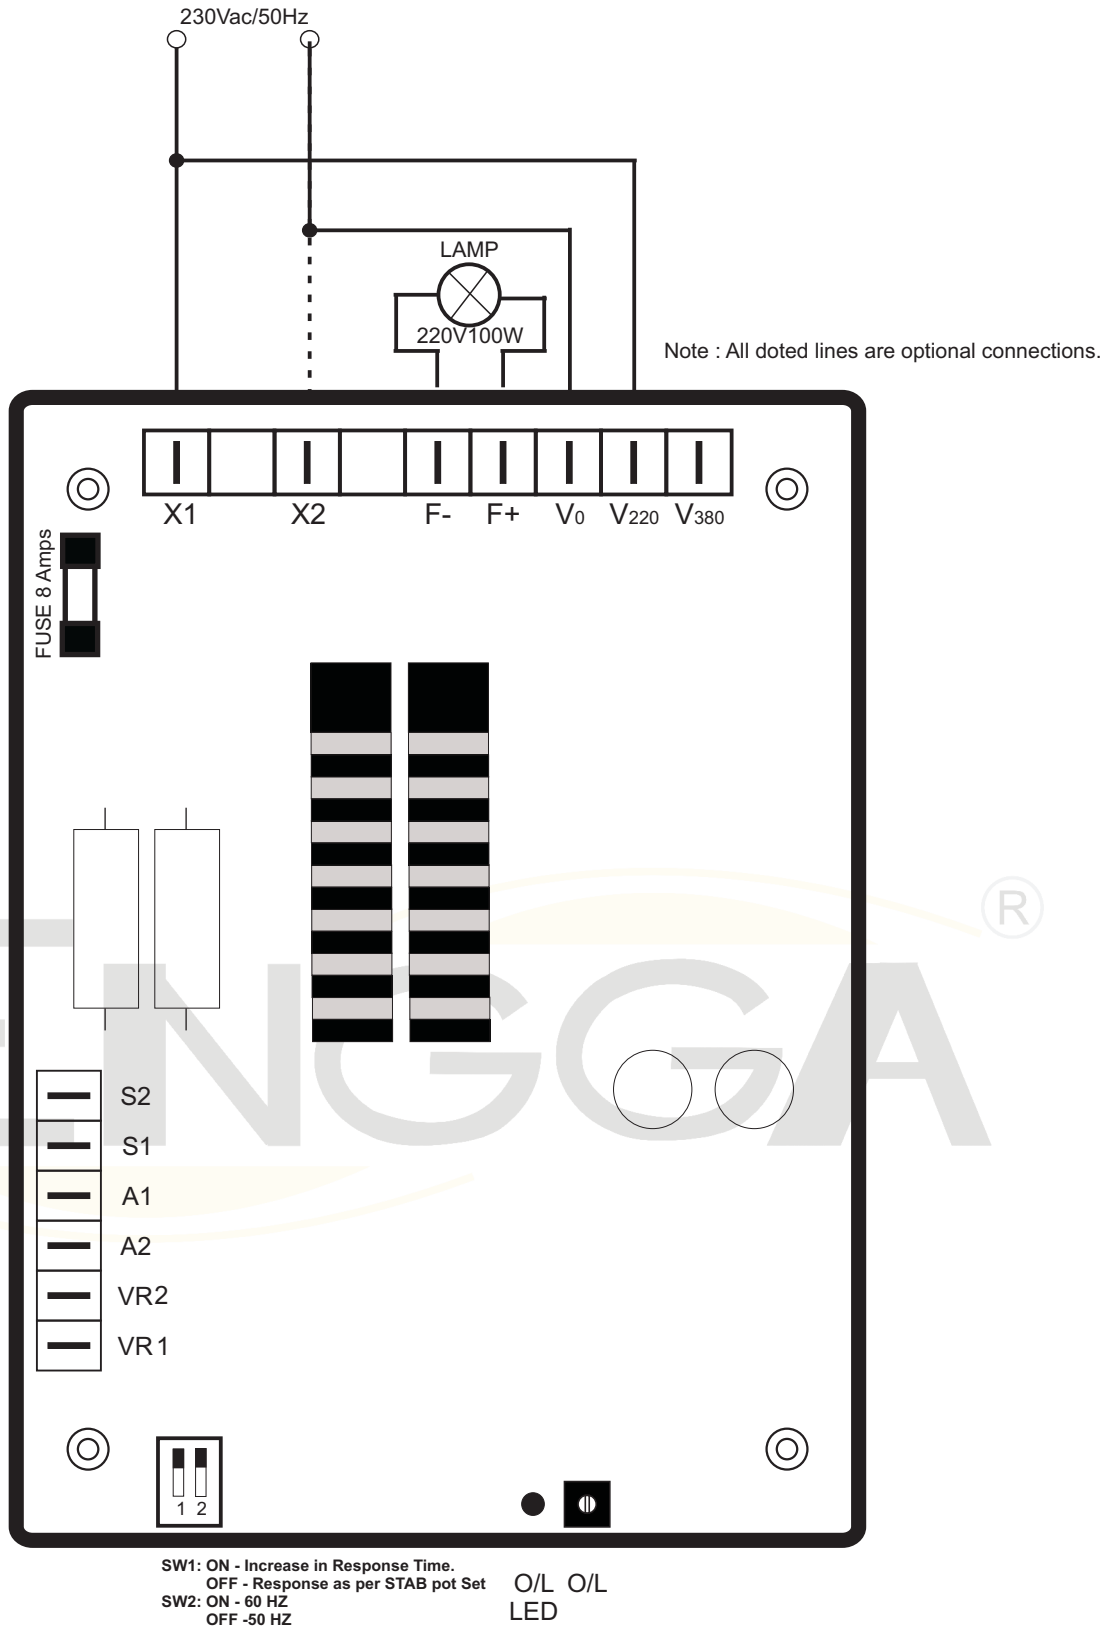 230Vac/50Hz
LAMP
220V100W
Note : All doted lines are optional connections.
X1 X2 F- F+ V0 V220 V380
FUSE 8 Amps
®
ENGGA
S2
S1
A1
A2
VR2
VR1
1 2
SW1: ON - Increase in Response Time.
OFF - Response as per STAB pot Set
SW2: ON - 60 HZ
OFF -50 HZ
O/L O/L
LED